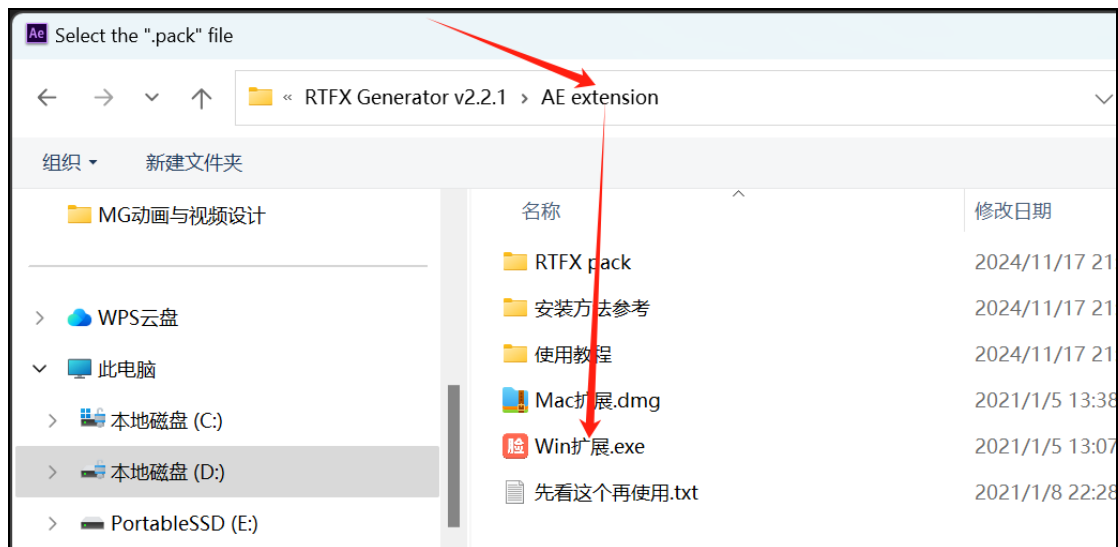 Ae Select the ".pack" file
« RTFX Generator v2.2.1 › AE extension
组织 新建文件夹
MG动画与视频设计
WPS云盘
此电脑
本地磁盘 (C:)
本地磁盘 (D:)
PortableSSD (E:)
名称 修改日期
RTFX pack 2024/11/17 21
安装方法参考 2024/11/17 21
使用教程 2024/11/17 21
Mac扩展.dmg 2021/1/5 13:38
脸 Win扩展.exe 2021/1/5 13:07
先看这个再使用.txt 2021/1/8 22:28